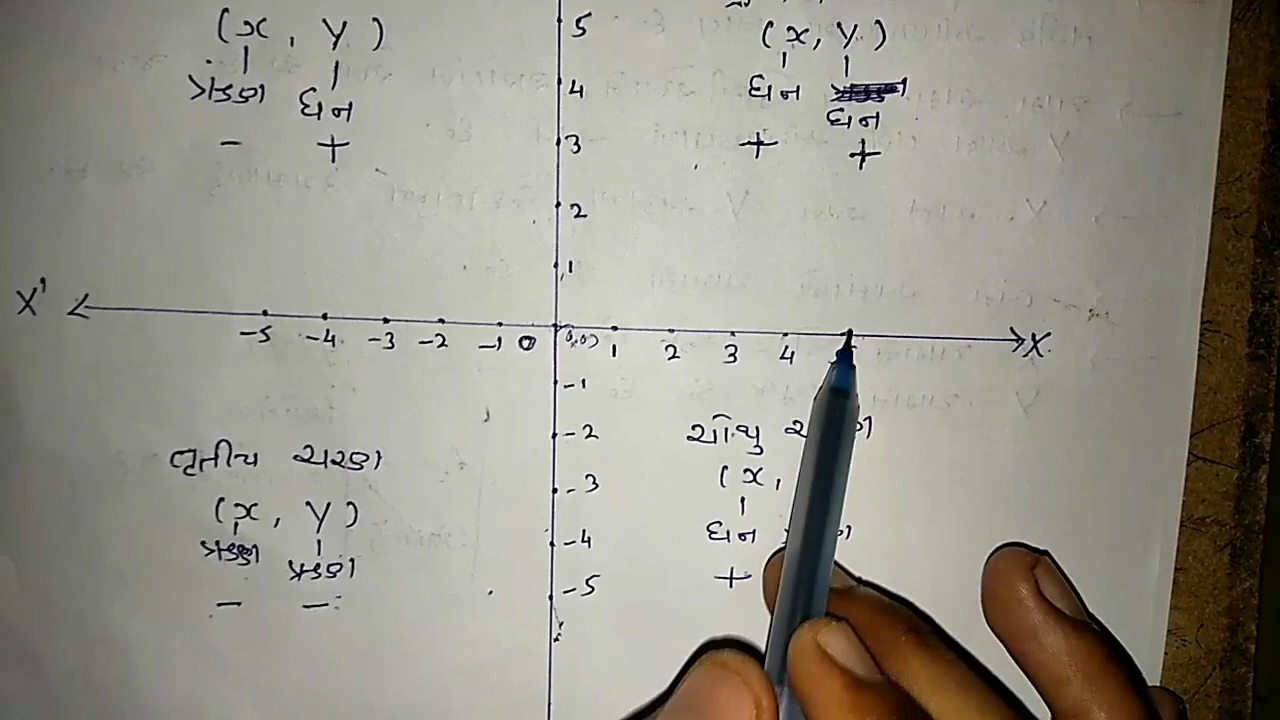 (x, y)
ઋણ ધન
- +
(x, y)
ધન
ધન
+ +
5
4
3
2
1
X' X
-5 -4 -3 -2 -1 0 (0,0) 1 2 3 4
-1
-2
-3
-4
-5
તૃતીય ચરણ
(x, y)
ઋણ ઋણ
- -
ચોથુ
(x,
ધન
+